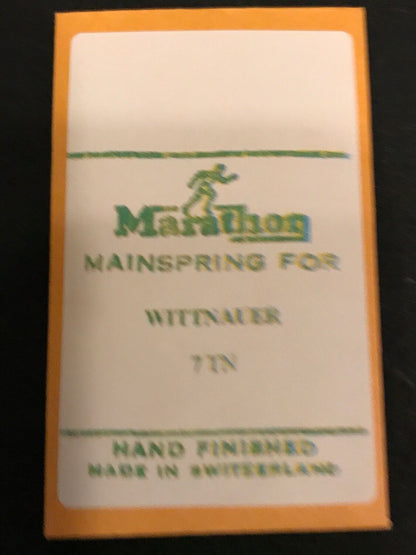 Marathon
MAINSPRING FOR
WITTNAUER
7 TN
HAND FINISHED
MADE IN SWITZERLAND